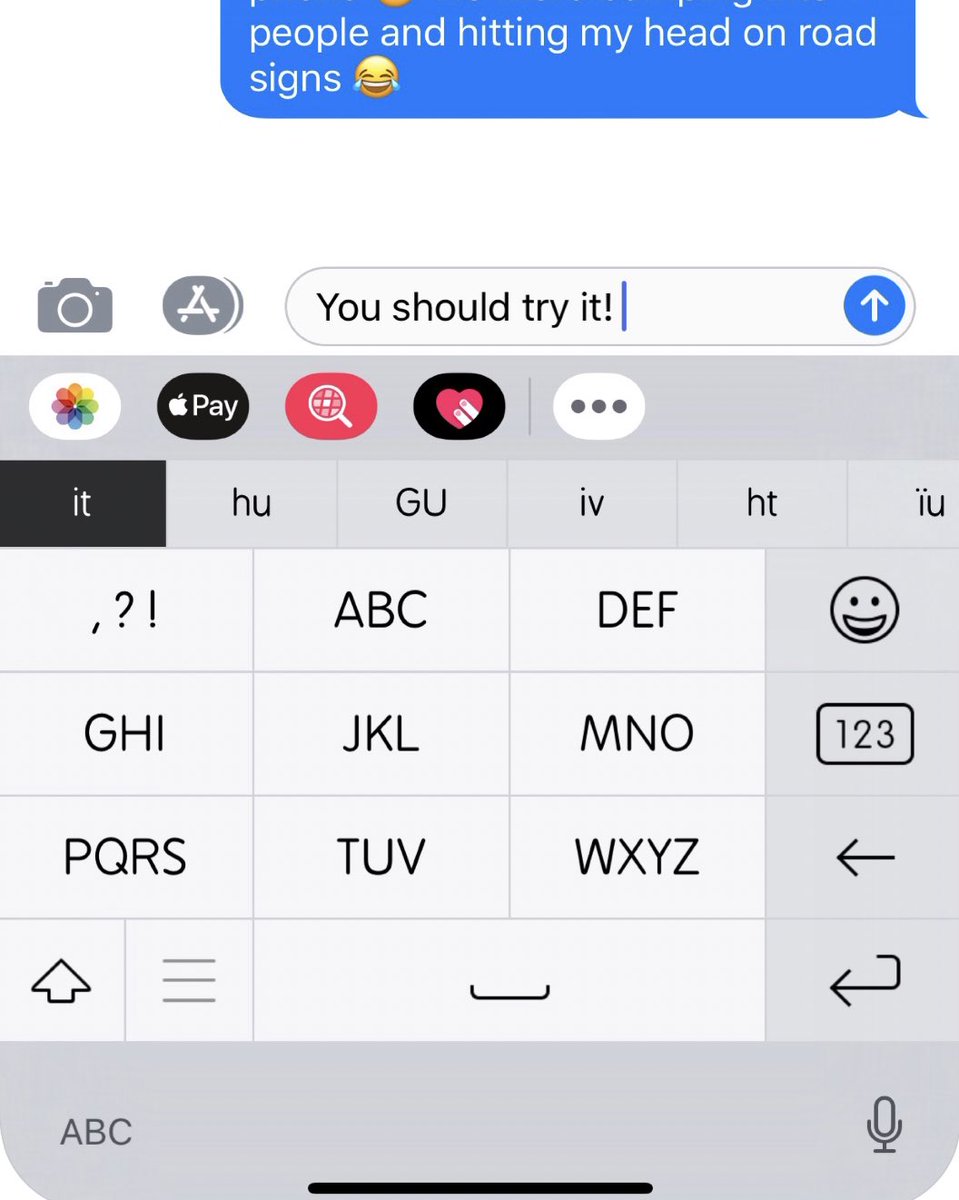 people and hitting my head on road
signs 😂
You should try it!
Pay
it hu GU iv ht ïu
,?! ABC DEF
GHI JKL MNO
123
PQRS TUV WXYZ
ABC